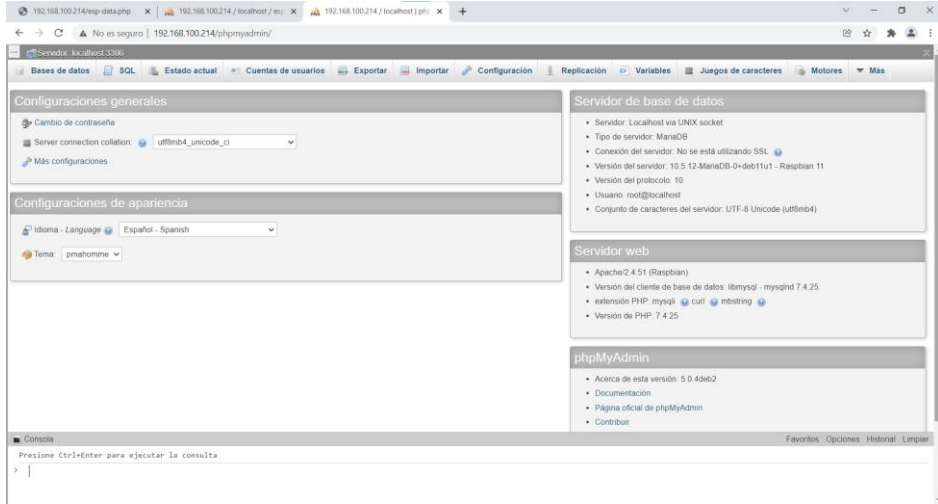 192.168.100.214/esp-data.php
192.168.100.214 / localhost / esp
192.168.100.214 / localhost | php
No es seguro | 192.168.100.214/phpmyadmin/
Servidor: localhost:3306
Bases de datos SQL Estado actual Cuentas de usuarios Exportar Importar Configuración Replicación Variables Juegos de caracteres Motores Más
Configuraciones generales
Cambio de contraseña
Server connection collation: utf8mb4_unicode_ci
Más configuraciones
Configuraciones de apariencia
Idioma - Language Español - Spanish
Tema: pmahomme
Servidor de base de datos
• Servidor: Localhost via UNIX socket
• Tipo de servidor: MariaDB
• Conexión del servidor: No se está utilizando SSL
• Versión del servidor: 10.5.12-MariaDB-0+deb11u1 - Raspbian 11
• Versión del protocolo: 10
• Usuario: root@localhost
• Conjunto de caracteres del servidor: UTF-8 Unicode (utf8mb4)
Servidor web
• Apache/2.4.51 (Raspbian)
• Versión del cliente de base de datos: libmysql - mysqlnd 7.4.25
• extensión PHP: mysqli curl mbstring
• Versión de PHP: 7.4.25
phpMyAdmin
• Acerca de esta versión: 5.0.4deb2
• Documentación
• Página oficial de phpMyAdmin
• Contribuir
Consola Favoritos Opciones Historial Limpiar
Presione Ctrl+Enter para ejecutar la consulta
>